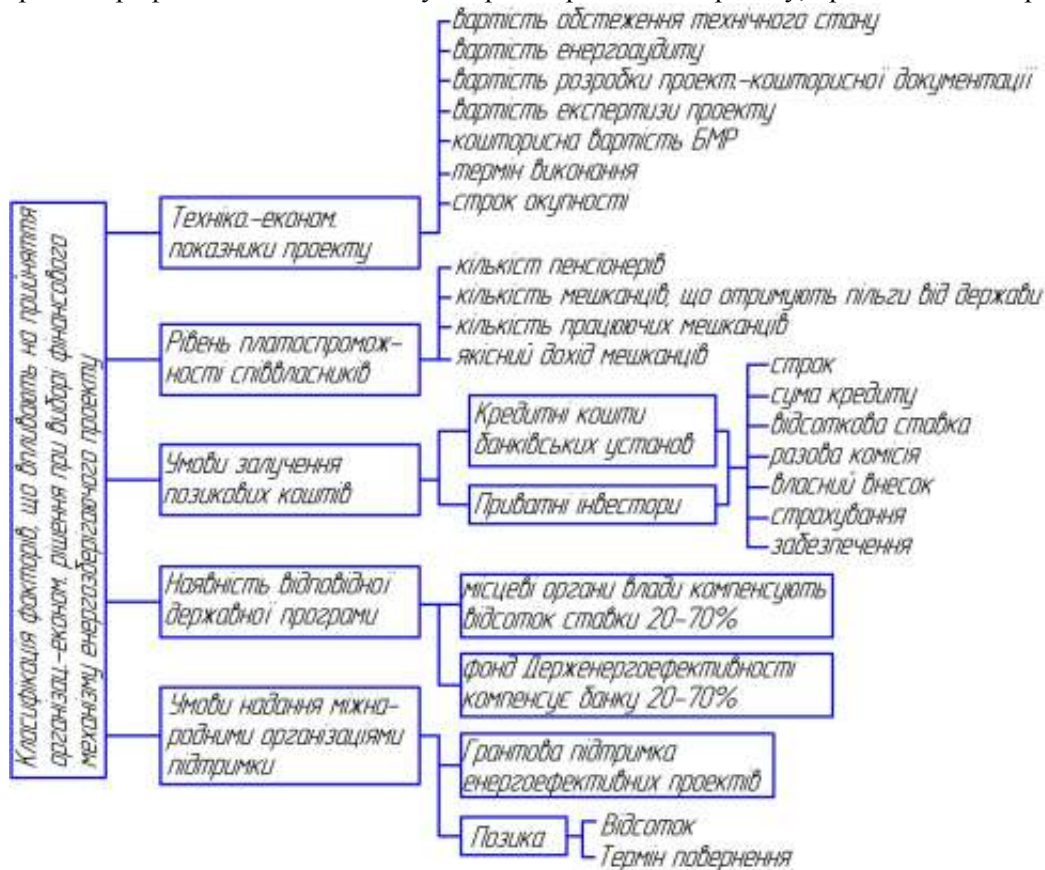 вартість обстеження технічного стану
вартість енергоаудиту
вартість розробки проект.-кошторисної документації
вартість експертизи проекту
кошторисна вартість БМР
термін виконання
строк окупності
Класифікація факторів, що впливають на прийняття
організац.-економ. рішення при виборі фінансового
механізму енергозберігаючого проекту
Техніко.-економ.
показники проекту
кількіст пенсіонерів
кількість мешканців, що отримують пільги від держави
кількість працюючих мешканців
якісний дохід мешканців
Рівень платоспромож-
ності співвласників
Умови залучення
позикових коштів
Кредитні кошти
банківських установ
Приватні інвестори
строк
сума кредиту
відсоткова ставка
разова комісія
власний внесок
страхування
забезпечення
Наявність відповідної
державної програми
місцеві органи влади компенсують
відсоток ставки 20-70%
фонд Держенергоефективності
компенсує банку 20-70%
Умови надання міжна-
родними організаціями
підтримки
Грантова підтримка
енергоефективних проектів
Позика
Відсоток
Термін повернення